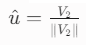 û = V₂ / ‖V₂‖